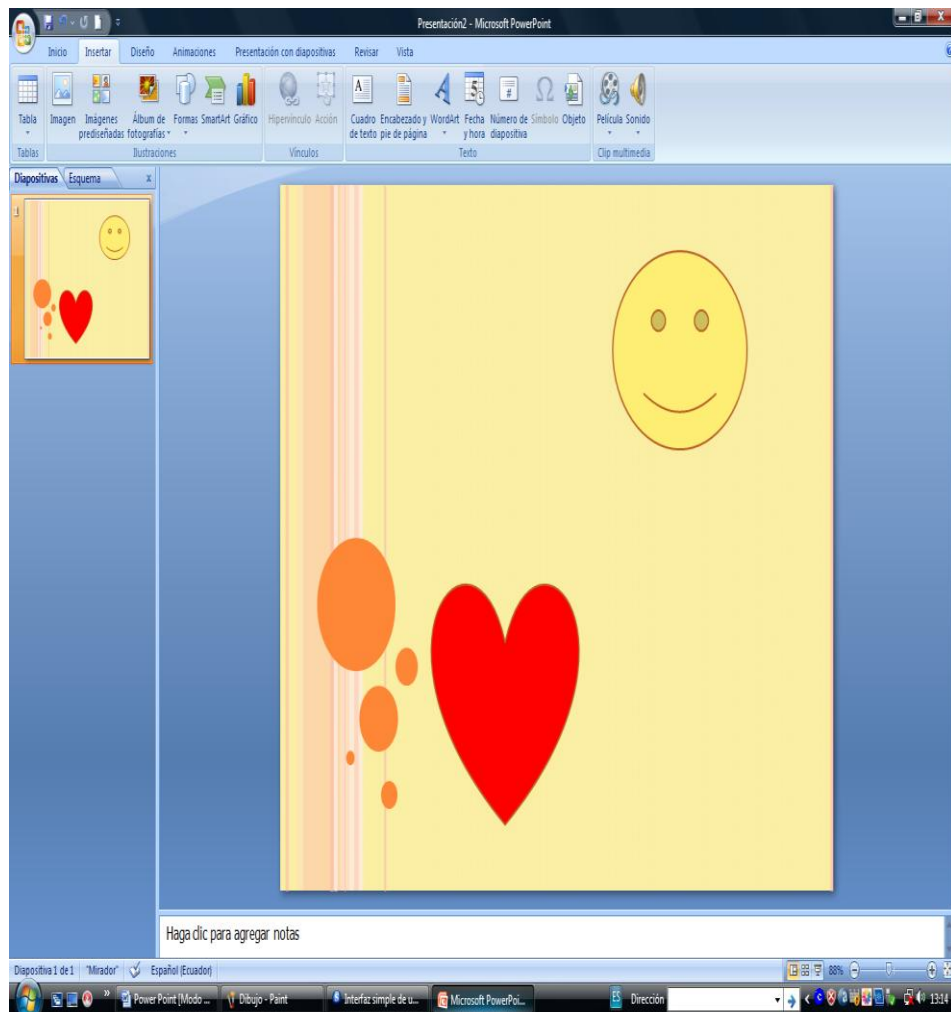 Presentación2 - Microsoft PowerPoint
Inicio Insertar Diseño Animaciones Presentación con diapositivas Revisar Vista
Tabla Imagen Imágenes prediseñadas Álbum de fotografías Formas SmartArt Gráfico Hipervínculo Acción Cuadro de texto Encabezado y pie de página WordArt Fecha y hora Número de diapositiva Símbolo Objeto Película Sonido
Tablas Ilustraciones Vínculos Texto Clip multimedia
Diapositivas Esquema x
1
Haga clic para agregar notas
Diapositiva 1 de 1 "Mirador" Español (Ecuador) 88%
Power Point [Modo ... Dibujo - Paint Interfaz simple de u... Microsoft PowerPoi... ES Dirección 13:14